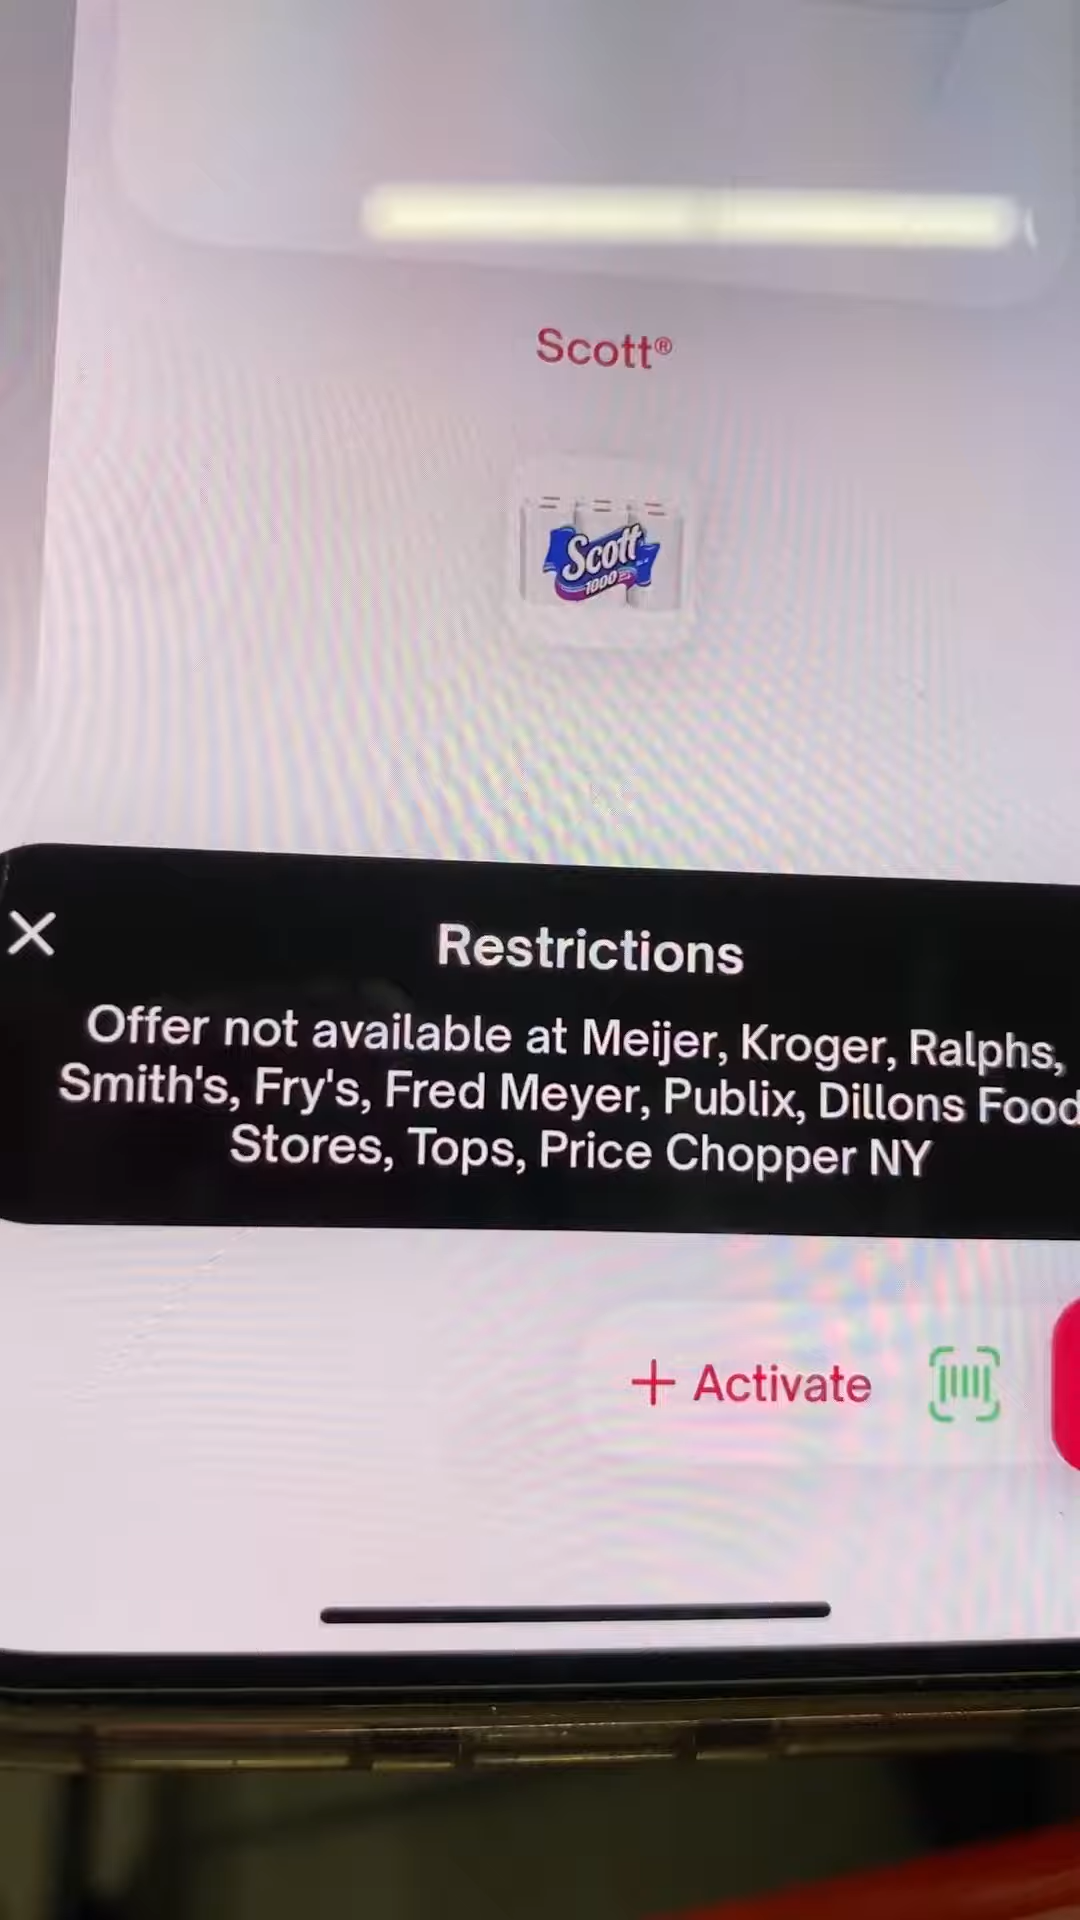 Scott®
Scott
1000
Restrictions
Offer not available at Meijer, Kroger, Ralphs,
Smith's, Fry's, Fred Meyer, Publix, Dillons Food
Stores, Tops, Price Chopper NY
+ Activate